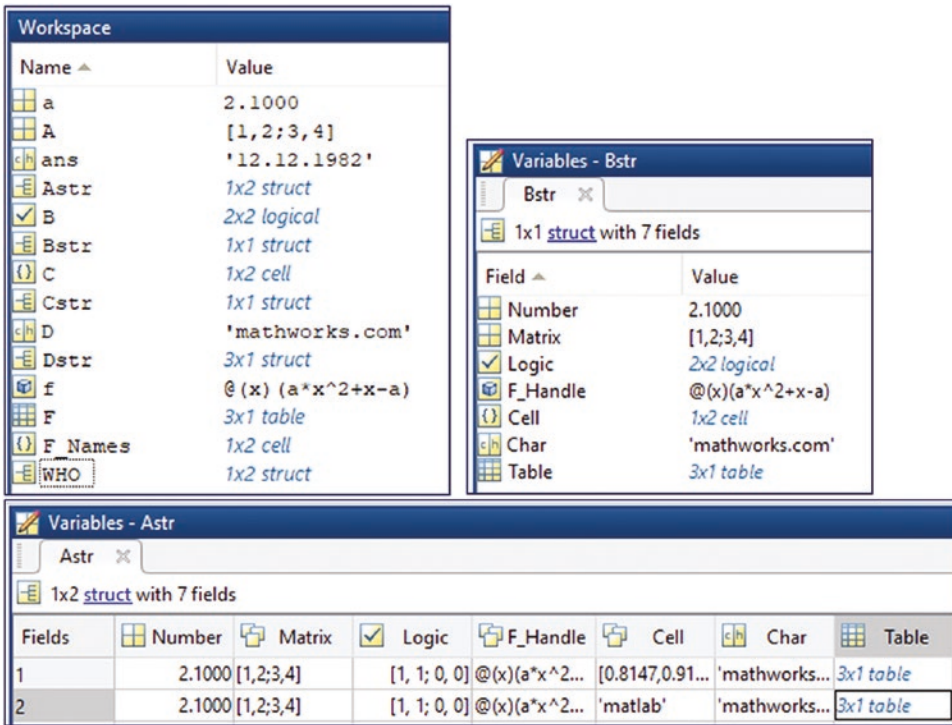 Workspace
Name Value
a 2.1000
A [1,2;3,4]
ans '12.12.1982'
Astr 1x2 struct
B 2x2 logical
Bstr 1x1 struct
C 1x2 cell
Cstr 1x1 struct
D 'mathworks.com'
Dstr 3x1 struct
f @(x)(a*x^2+x-a)
F 3x1 table
F_Names 1x2 cell
WHO 1x2 struct
Variables - Bstr
Bstr
1x1 struct with 7 fields
Field Value
Number 2.1000
Matrix [1,2;3,4]
Logic 2x2 logical
F_Handle @(x)(a*x^2+x-a)
Cell 1x2 cell
Char 'mathworks.com'
Table 3x1 table
Variables - Astr
Astr
1x2 struct with 7 fields
Fields Number Matrix Logic F_Handle Cell Char Table
1 2.1000 [1,2;3,4] [1, 1; 0, 0] @(x)(a*x^2... [0.8147,0.91... 'mathworks... 3x1 table
2 2.1000 [1,2;3,4] [1, 1; 0, 0] @(x)(a*x^2... 'matlab' 'mathworks... 3x1 table